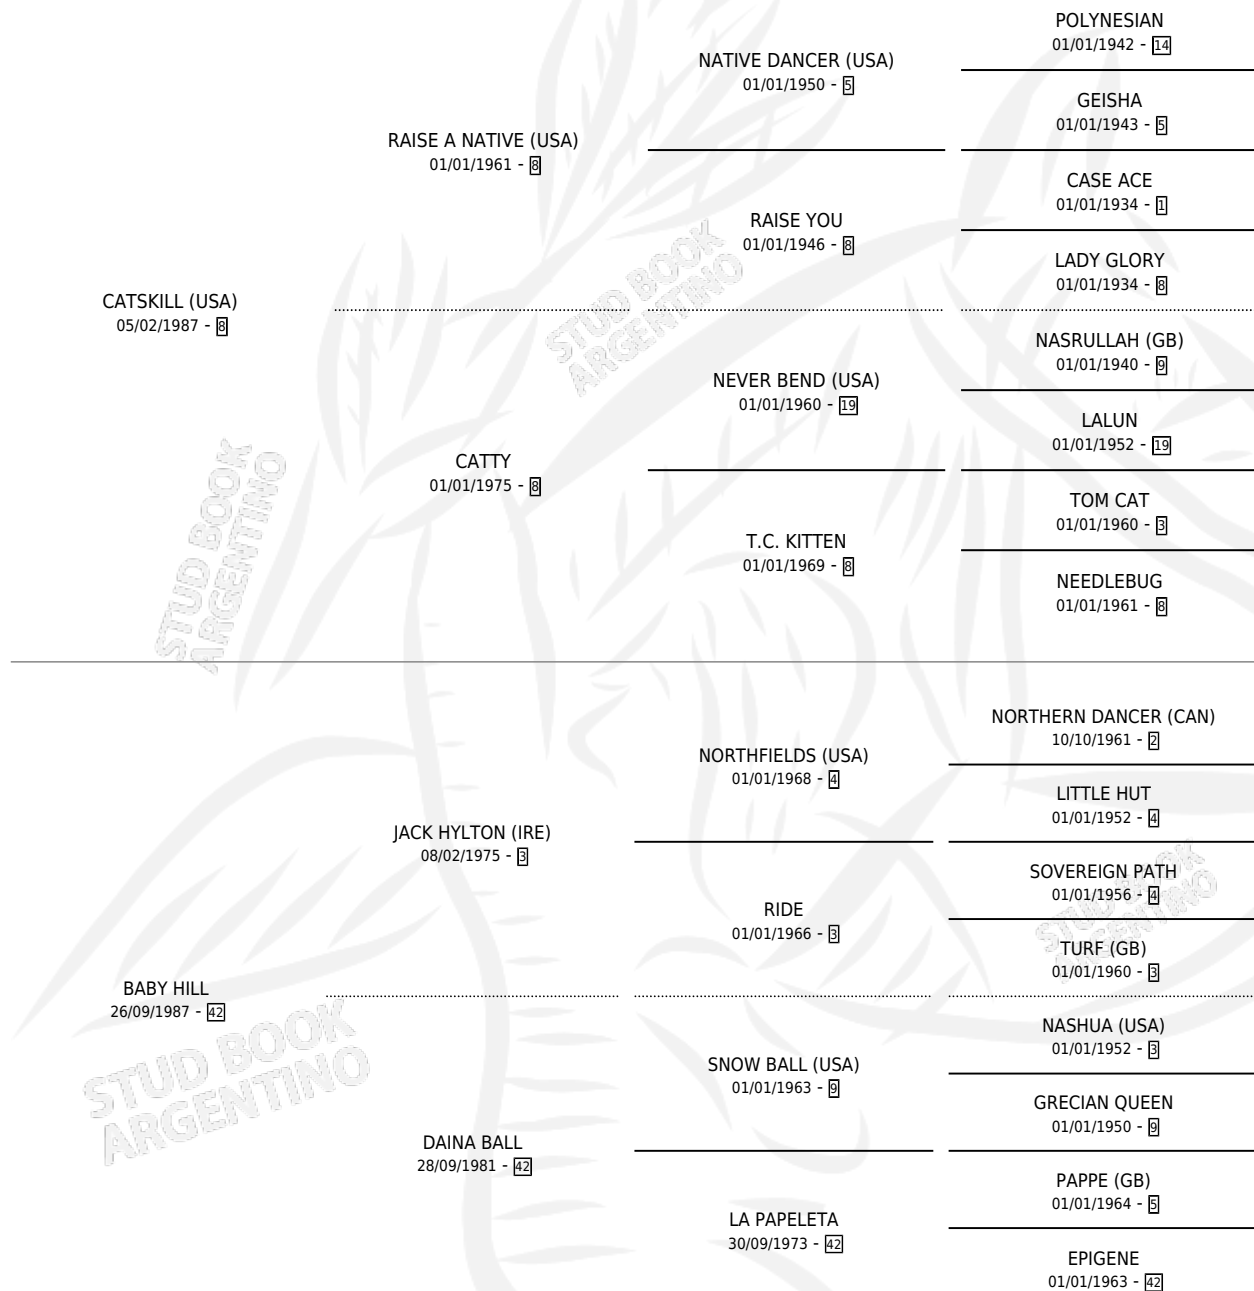 POLYNESIAN
01/01/1942 - 14
NATIVE DANCER (USA)
01/01/1950 - 5
GEISHA
01/01/1943 - 5
RAISE A NATIVE (USA)
01/01/1961 - 8
CASE ACE
01/01/1934 - 1
RAISE YOU
01/01/1946 - 8
LADY GLORY
01/01/1934 - 8
CATSKILL (USA)
05/02/1987 - 8
NASRULLAH (GB)
01/01/1940 - 9
NEVER BEND (USA)
01/01/1960 - 19
LALUN
01/01/1952 - 19
CATTY
01/01/1975 - 8
TOM CAT
01/01/1960 - 3
T.C. KITTEN
01/01/1969 - 8
NEEDLEBUG
01/01/1961 - 8
NORTHERN DANCER (CAN)
10/10/1961 - 2
NORTHFIELDS (USA)
01/01/1968 - 4
LITTLE HUT
01/01/1952 - 4
JACK HYLTON (IRE)
08/02/1975 - 3
SOVEREIGN PATH
01/01/1956 - 4
RIDE
01/01/1966 - 3
TURF (GB)
01/01/1960 - 3
BABY HILL
26/09/1987 - 42
NASHUA (USA)
01/01/1952 - 3
SNOW BALL (USA)
01/01/1963 - 9
GRECIAN QUEEN
01/01/1950 - 9
DAINA BALL
28/09/1981 - 42
PAPPE (GB)
01/01/1964 - 5
LA PAPELETA
30/09/1973 - 42
EPIGENE
01/01/1963 - 42
STUD BOOK
ARGENTINO
STUD BOOK
ARGENTINO
STUD BOOK
ARGENTINO
STUD BOOK
ARGENTINO